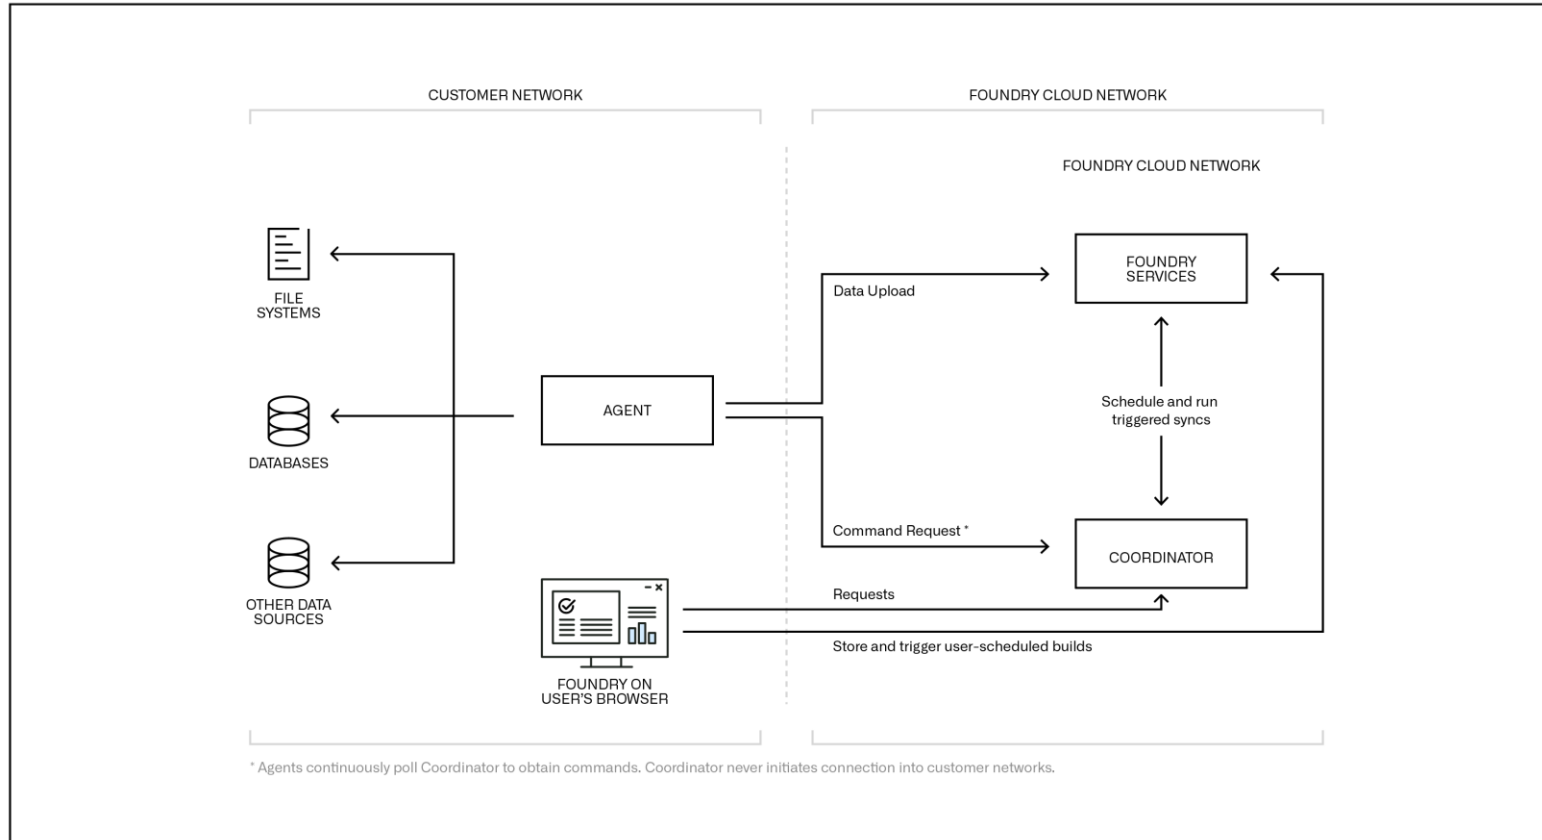 CUSTOMER NETWORK
FOUNDRY CLOUD NETWORK
FOUNDRY CLOUD NETWORK
FILE
SYSTEMS
DATABASES
OTHER DATA
SOURCES
AGENT
FOUNDRY ON
USER'S BROWSER
Data Upload
Command Request *
Requests
Store and trigger user-scheduled builds
FOUNDRY
SERVICES
Schedule and run
triggered syncs
COORDINATOR
* Agents continuously poll Coordinator to obtain commands. Coordinator never initiates connection into customer networks.